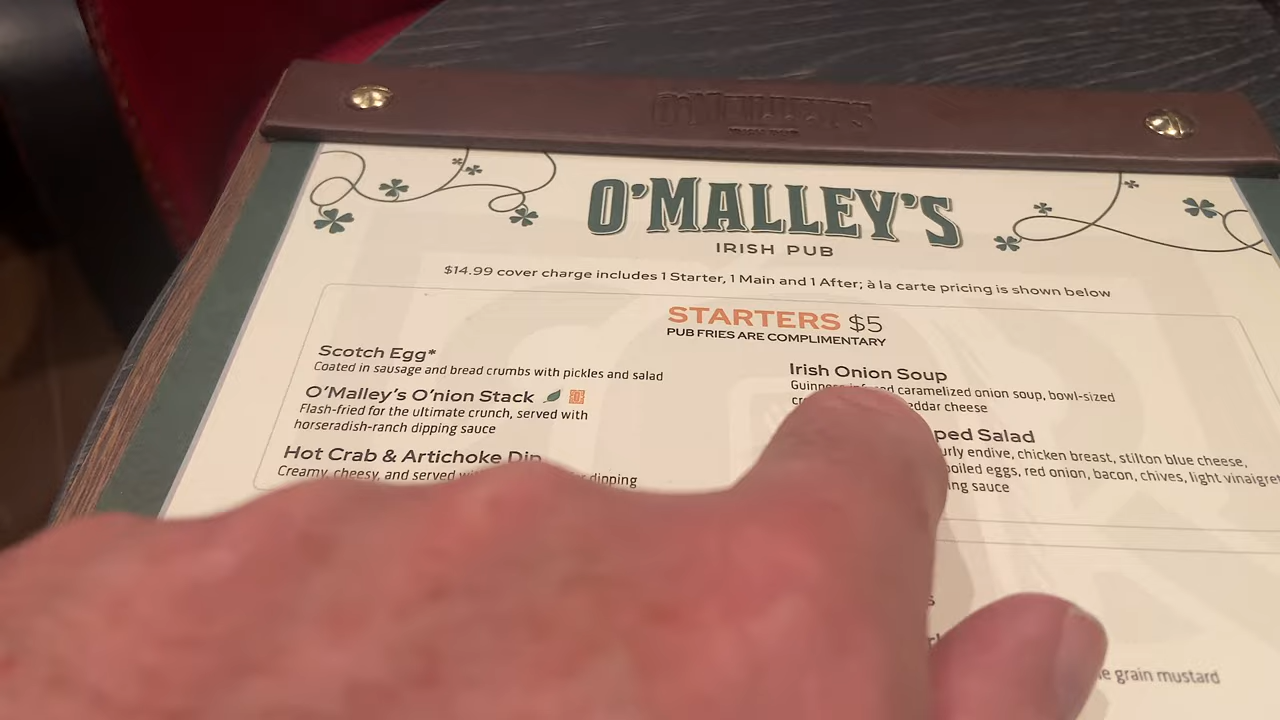 O'MALLEY'S
O'MALLEY'S
IRISH PUB
$14.99 cover charge includes 1 Starter, 1 Main and 1 After; à la carte pricing is shown below
STARTERS $5
PUB FRIES ARE COMPLIMENTARY
Scotch Egg*
Coated in sausage and bread crumbs with pickles and salad
O'Malley's O'nion Stack
Flash-fried for the ultimate crunch, served with
horseradish-ranch dipping sauce
Hot Crab & Artichoke Dip
Creamy, cheesy, and served dipping
Irish Onion Soup
caramelized onion soup, bowl-sized
cheese
Salad
endive, chicken breast, stilton blue cheese,
eggs, red onion, bacon, chives, light
sauce
grain mustard